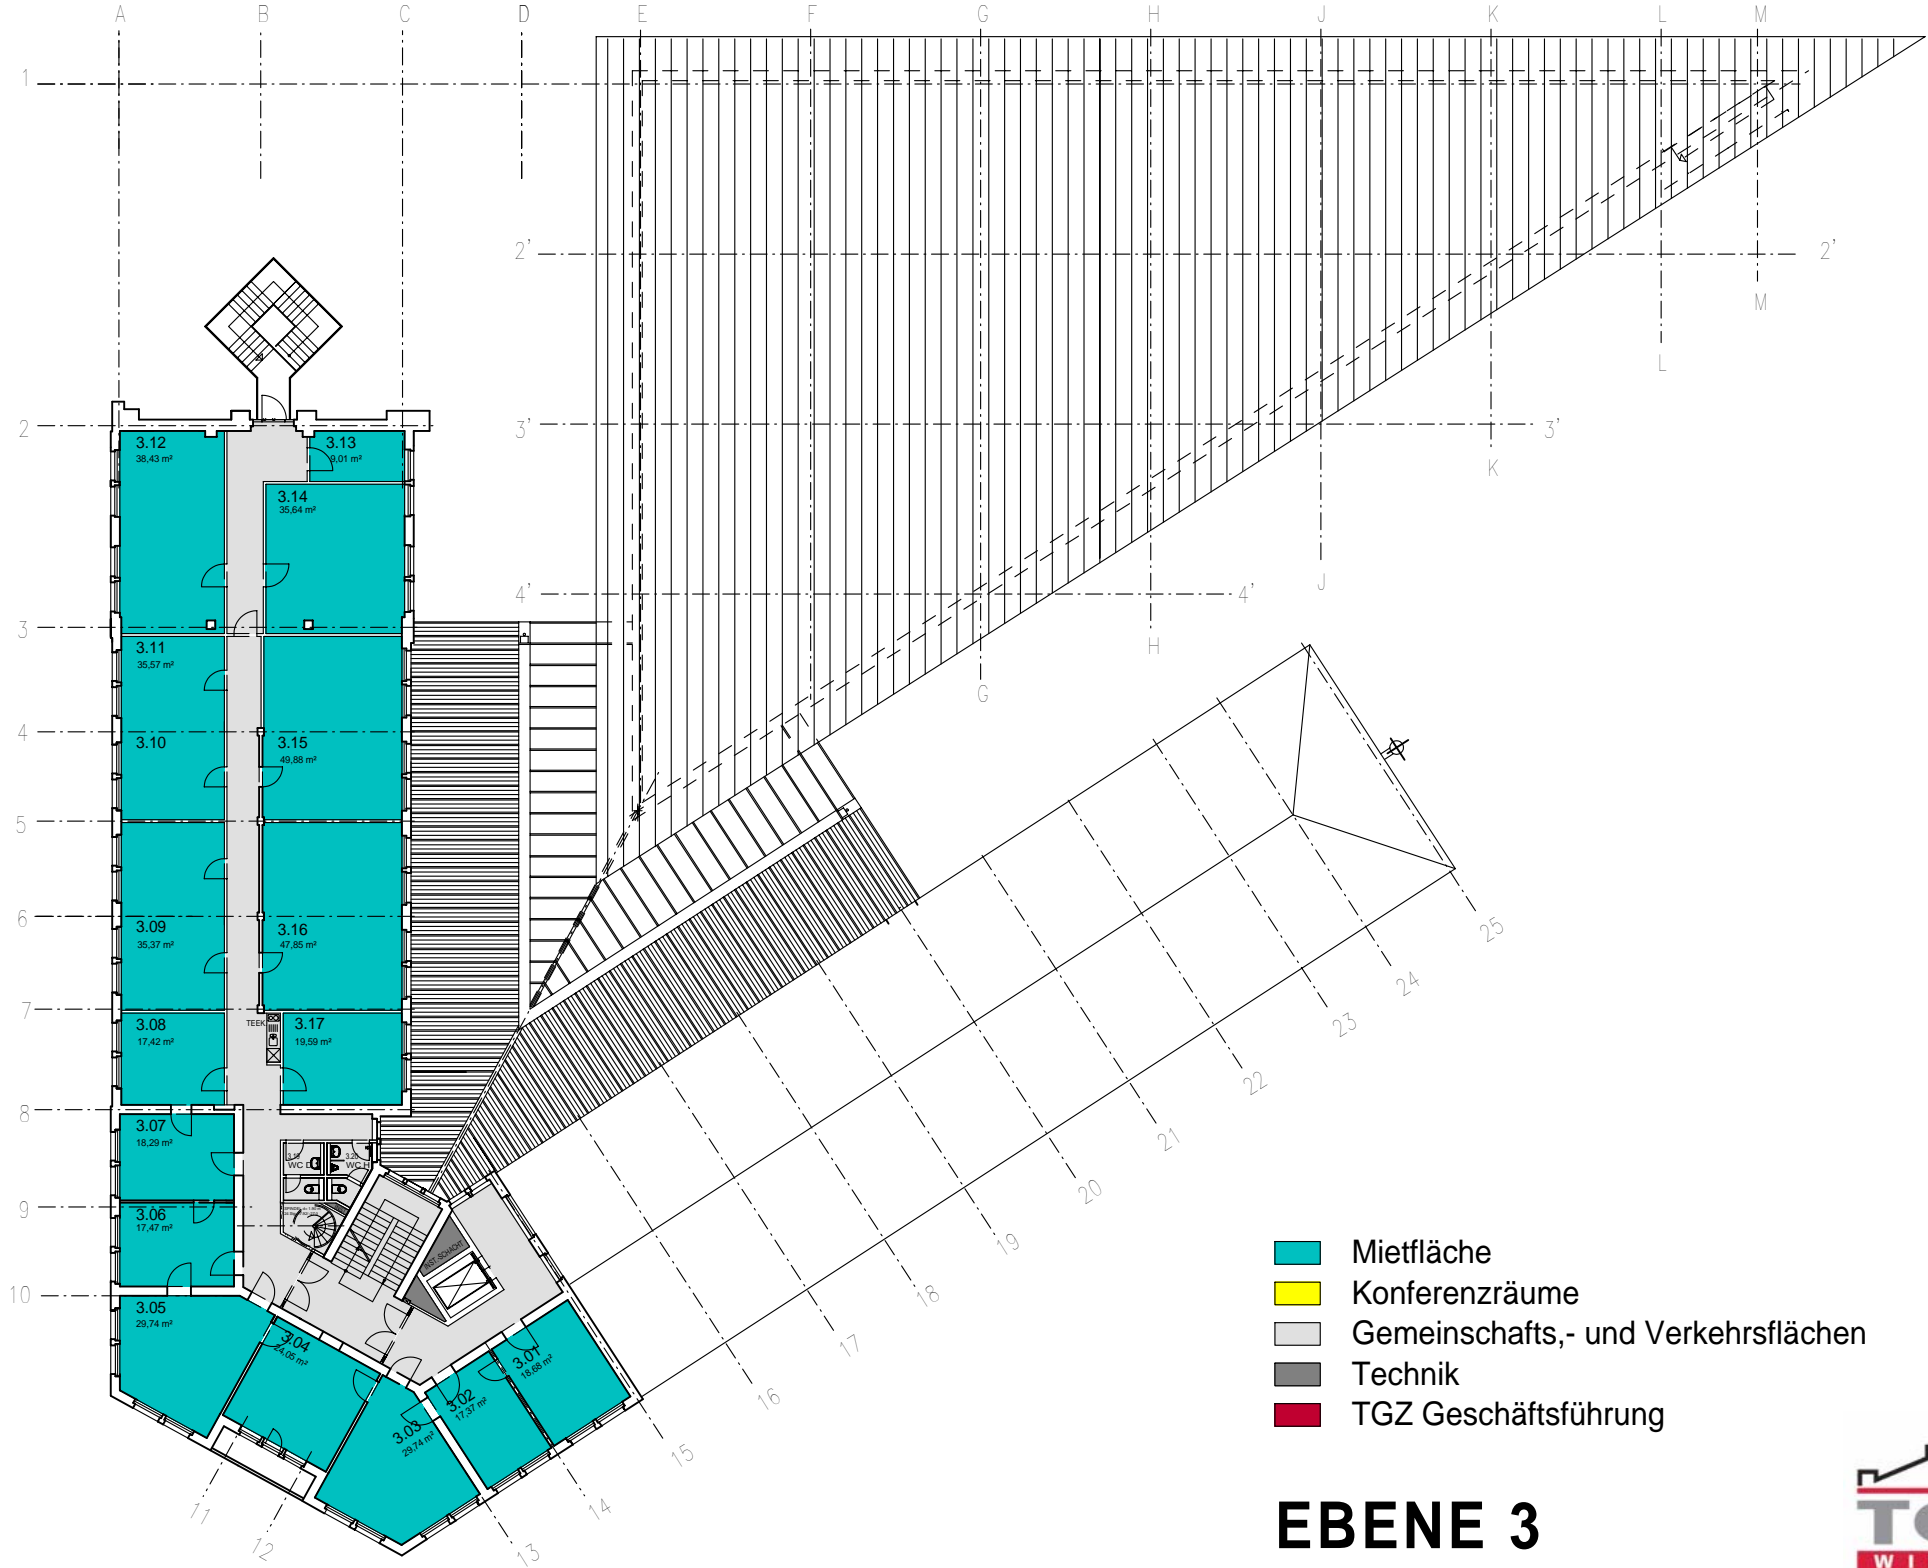 A B C D E F G H J K L M
1
2' 2'
M
L
2 3' 3'
3.12 3.13
38,43 m² 9,01 m²
K
3.14
35,64 m²
4' 4'
J
3
H
3.11
35,57 m²
G
4
3.10 3.15
49,88 m²
5
6
3.09 3.16
35,37 m² 47,85 m²
25
24
7
TEEK
3.08 3.17
17,42 m² 19,59 m²
23
22
8
3.07
18,29 m²
21
3.20
WC D WC H
20
9
3.06
17,47 m²
19
INST.-SCHACHT
18
10
3.05
29,74 m²
17
3.04
24,05 m²
3.01
18,68 m²
16
3.02
17,37 m²
3.03
29,74 m²
15
14
11
12
13
Mietfläche
Konferenzräume
Gemeinschafts,- und Verkehrsflächen
Technik
TGZ Geschäftsführung
EBENE 3